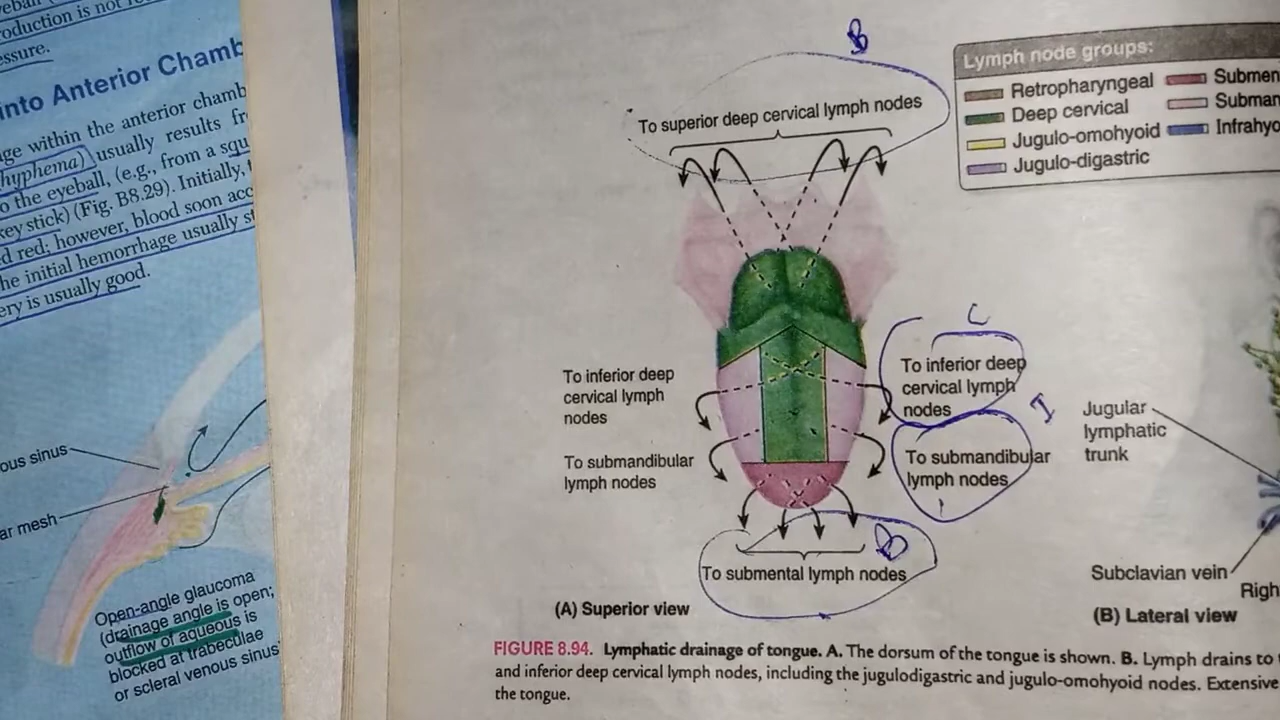 essure.
into Anterior Chamb
age within the anterior chamb
(hyphema) usually results fr
o the eyeball, (e.g., from a squ
key stick) (Fig. B8.29). Initially,
d red; however, blood soon acc
he initial hemorrhage usually st
ery is usually good.
ous sinus
ar mesh
Open-angle glaucoma
(drainage angle is open;
outflow of aqueous is
blocked at trabeculae
or scleral venous sinus
B
To superior deep cervical lymph nodes
Lymph node groups:
Retropharyngeal
Deep cervical
Jugulo-omohyoid
Jugulo-digastric
Submen
Subman
Infrahyo
To inferior deep
cervical lymph
nodes
To submandibular
lymph nodes
C
To inferior deep
cervical lymph
nodes
I
To submandibular
lymph nodes
To submental lymph nodes
(A) Superior view
Jugular
lymphatic
trunk
Subclavian vein
Righ
(B) Lateral view
FIGURE 8.94. Lymphatic drainage of tongue. A. The dorsum of the tongue is shown. B. Lymph drains to
and inferior deep cervical lymph nodes, including the jugulodigastric and jugulo-omohyoid nodes. Extensive
the tongue.